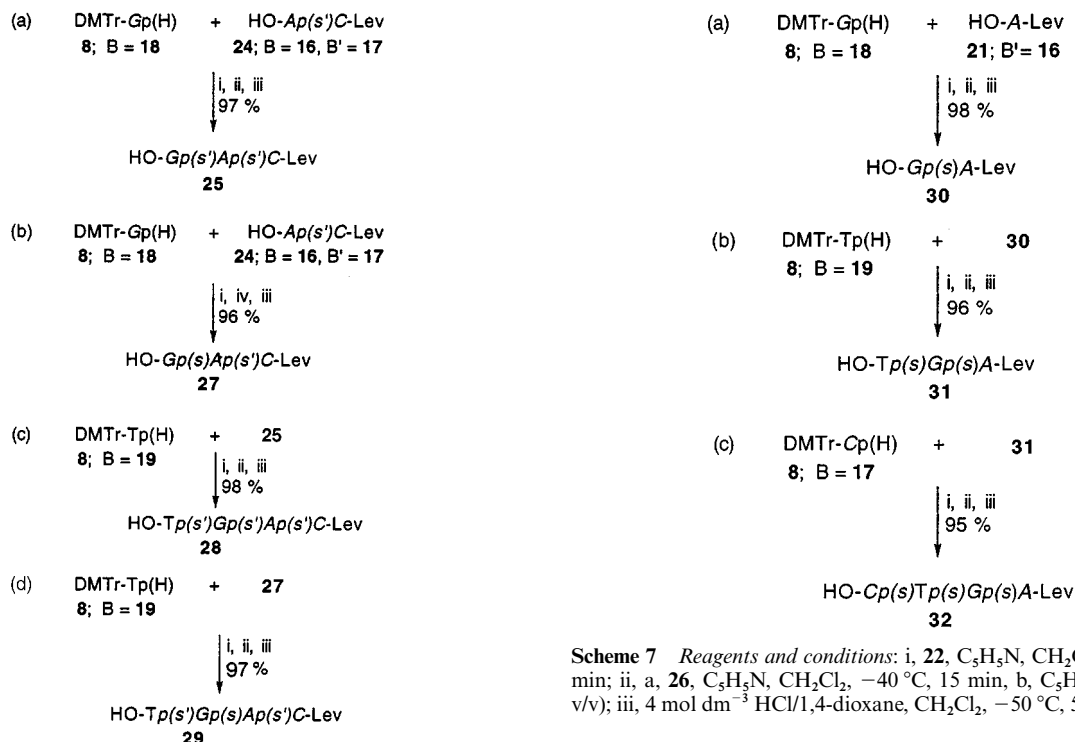 (a) DMTr-Gp(H) + HO-Ap(s')C-Lev
8; B = 18 24; B = 16, B' = 17
i, ii, iii
97 %
HO-Gp(s')Ap(s')C-Lev
25
(b) DMTr-Gp(H) + HO-Ap(s')C-Lev
8; B = 18 24; B = 16, B' = 17
i, iv, iii
96 %
HO-Gp(s)Ap(s')C-Lev
27
(c) DMTr-Tp(H) + 25
8; B = 19
i, ii, iii
98 %
HO-Tp(s')Gp(s')Ap(s')C-Lev
28
(d) DMTr-Tp(H) + 27
8; B = 19
i, ii, iii
97 %
HO-Tp(s')Gp(s)Ap(s')C-Lev
29
(a) DMTr-Gp(H) + HO-A-Lev
8; B = 18 21; B' = 16
i, ii, iii
98 %
HO-Gp(s)A-Lev
30
(b) DMTr-Tp(H) + 30
8; B = 19
i, ii, iii
96 %
HO-Tp(s)Gp(s)A-Lev
31
(c) DMTr-Cp(H) + 31
8; B = 17
i, ii, iii
95 %
HO-Cp(s)Tp(s)Gp(s)A-Lev
32
Scheme 7 Reagents and conditions: i, 22, C₅H₅N, CH₂
min; ii, a, 26, C₅H₅N, CH₂Cl₂, −40 °C, 15 min, b, C₅H
v/v); iii, 4 mol dm⁻³ HCl/1,4-dioxane, CH₂Cl₂, −50 °C,